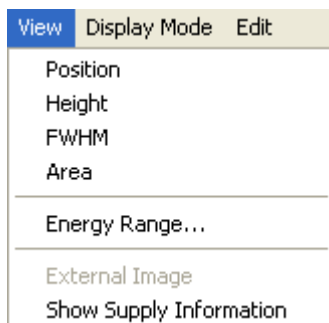 View Display Mode Edit
Position
Height
FWHM
Area
Energy Range...
External Image
Show Supply Information